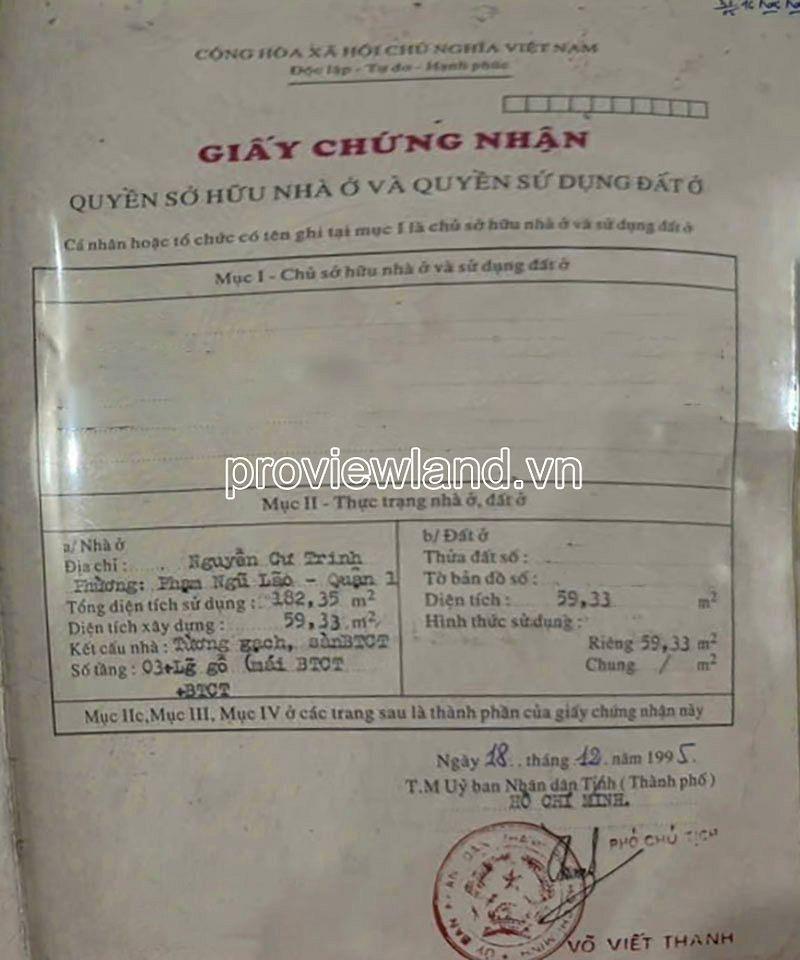 CỘNG HÒA XÃ HỘI CHỦ NGHĨA VIỆT NAM
Độc lập - Tự do - Hạnh phúc
GIẤY CHỨNG NHẬN
QUYỀN SỞ HỮU NHÀ Ở VÀ QUYỀN SỬ DỤNG ĐẤT Ở
Cá nhân hoặc tổ chức có tên ghi tại mục I là chủ sở hữu nhà ở và sử dụng đất ở
Mục I - Chủ sở hữu nhà ở và sử dụng đất ở
proviewland.vn
Mục II - Thực trạng nhà ở, đất ở
a/ Nhà ở
Địa chỉ : Nguyễn Cư Trinh
Phường: Phạm Ngũ Lão - Quận 1
Tổng diện tích sử dụng : 182,35 m²
Diện tích xây dựng : 59,33 m²
Kết cấu nhà : Tường gạch, sànBTCT
Số tầng : 03+Lg gỗ (mái BTCT
+BTCT
b/ Đất ở
Thửa đất số :
Tờ bản đồ số :
Diện tích : 59,33 m²
Hình thức sử dụng :
Riêng 59,33 m²
Chung / m²
Mục IIc,Mục III, Mục IV ở các trang sau là thành phần của giấy chứng nhận này
Ngày 18. tháng 12. năm 1995.
T.M Uỷ ban Nhân dân Tỉnh ( Thành phố )
HỒ CHÍ MINH.
PHÓ CHỦ TỊCH
VÕ VIẾT THANH